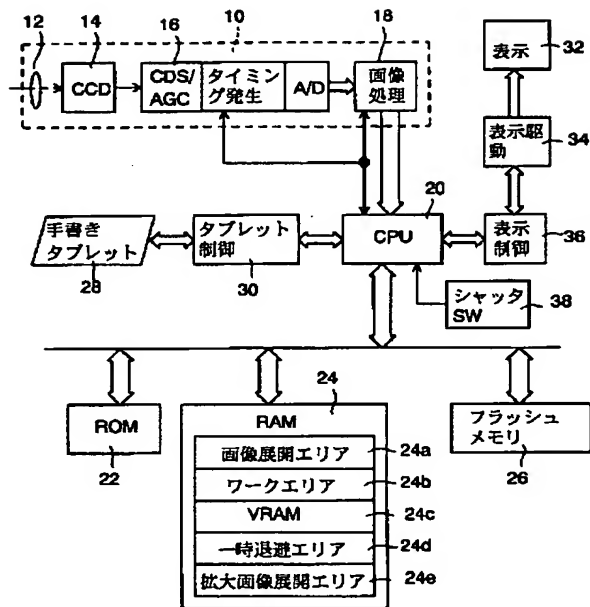 12
14
16
10
18
CCD
CDS/
AGC
タイミ
ング発生
A/D
画像
処理
表示
32
表示駆動
34
20
手書き
タブレット
28
タブレット
制御
30
CPU
表示
制御
36
シャッタ
SW
38
24
ROM
22
RAM
画像展開エリア
24a
ワークエリア
24b
VRAM
24c
一時退避エリア
24d
拡大画像展開エリア
24e
フラッシュ
メモリ
26